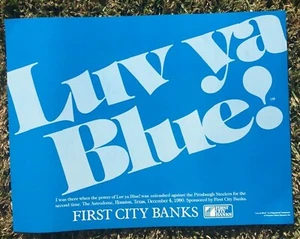 Luv ya
Blue!
I was there when the power of Luv ya Blue! was unleashed against the Pittsburgh Steelers for the
second time. The Astrodome, Houston, Texas. December 4, 1980. Sponsored by First City Banks.
FIRST CITY BANKS